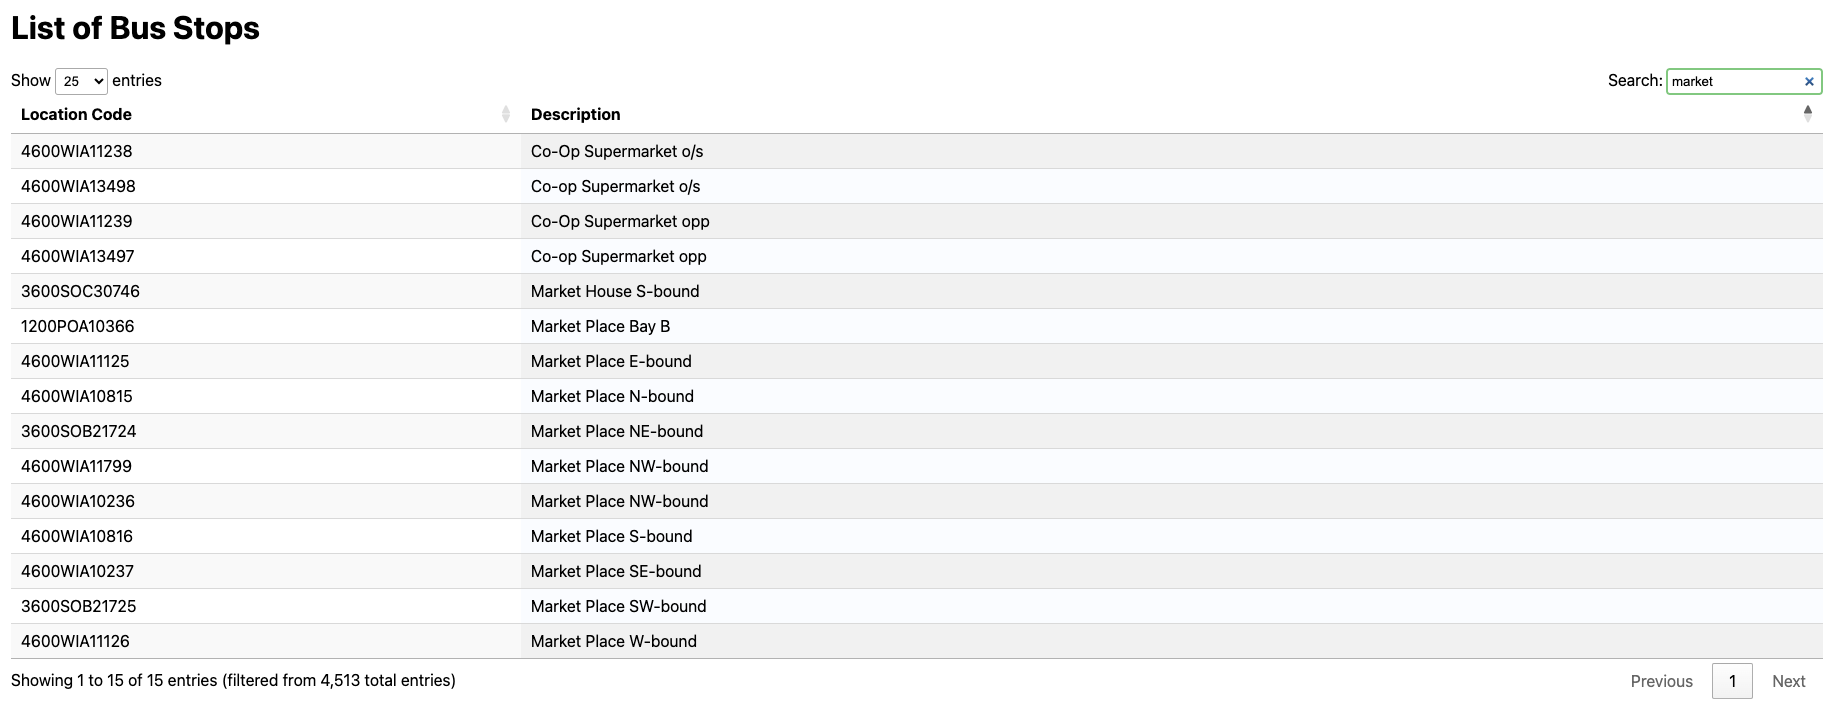 List of Bus Stops
Show 25 entries Search: market ×
Location Code Description
4600WIA11238 Co-Op Supermarket o/s
4600WIA13498 Co-op Supermarket o/s
4600WIA11239 Co-Op Supermarket opp
4600WIA13497 Co-op Supermarket opp
3600SOC30746 Market House S-bound
1200POA10366 Market Place Bay B
4600WIA11125 Market Place E-bound
4600WIA10815 Market Place N-bound
3600SOB21724 Market Place NE-bound
4600WIA11799 Market Place NW-bound
4600WIA10236 Market Place NW-bound
4600WIA10816 Market Place S-bound
4600WIA10237 Market Place SE-bound
3600SOB21725 Market Place SW-bound
4600WIA11126 Market Place W-bound
Showing 1 to 15 of 15 entries (filtered from 4,513 total entries) Previous 1 Next